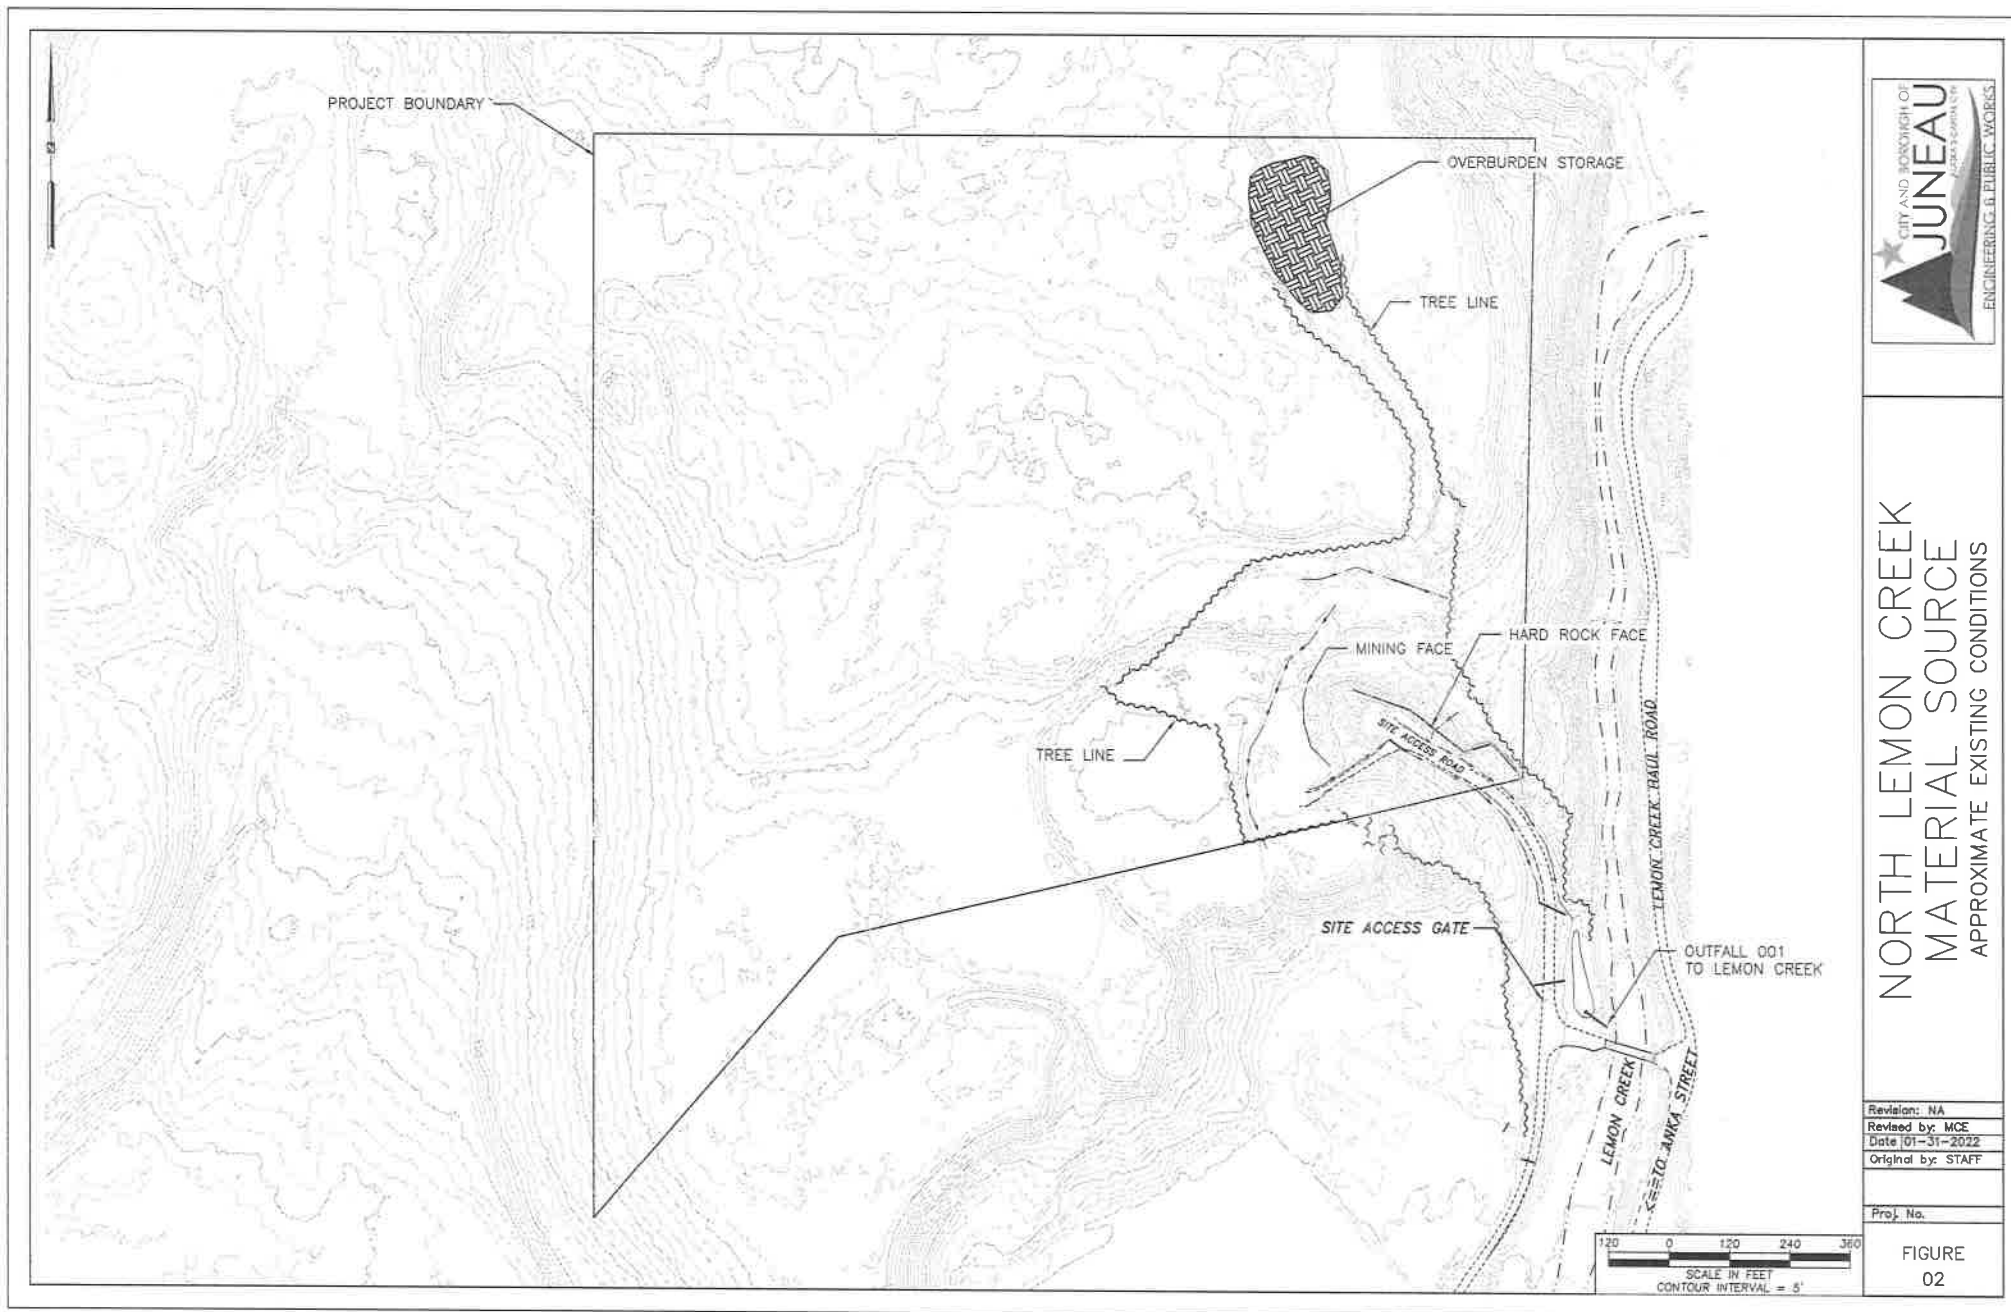 PROJECT BOUNDARY
OVERBURDEN STORAGE
TREE LINE
HARD ROCK FACE
MINING FACE
SITE ACCESS ROAD
TREE LINE
LEMON CREEK HAUL ROAD
SITE ACCESS GATE
OUTFALL 001
TO LEMON CREEK
LEMON CREEK
<===TO ANKA STREET
120 0 120 240 360
SCALE IN FEET
CONTOUR INTERVAL = 5'
CITY AND BOROUGH OF
JUNEAU
ALASKA'S CAPITAL CITY
ENGINEERING & PUBLIC WORKS
NORTH LEMON CREEK
MATERIAL SOURCE
APPROXIMATE EXISTING CONDITIONS
Revision: NA
Revised by: MCE
Date 01-31-2022
Original by: STAFF
Proj. No.
FIGURE
02